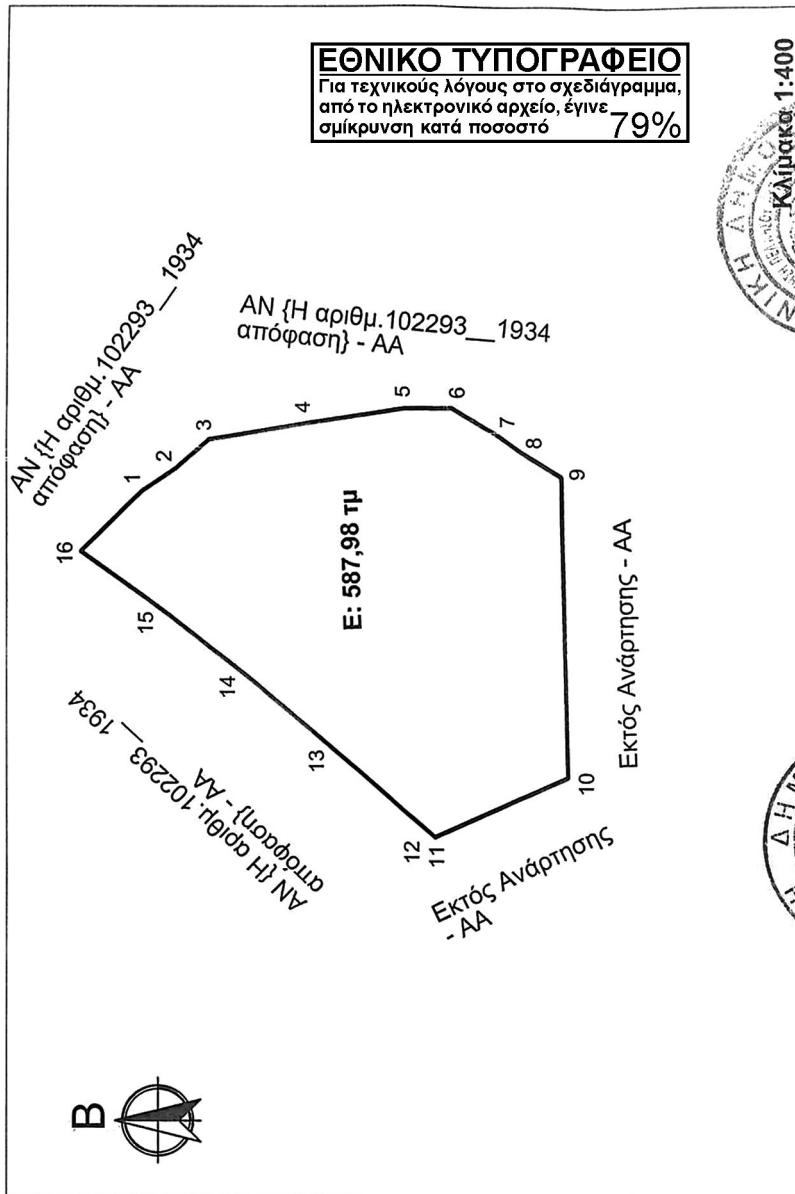 ΕΘΝΙΚΟ ΤΥΠΟΓΡΑΦΕΙΟ
Για τεχνικούς λόγους στο σχεδιάγραμμα,
από το ηλεκτρονικό αρχείο, έγινε
σμίκρυνση κατά ποσοστό 79%
Κλίμακα 1:400
ΑΝ {Η αριθμ.102293__1934
απόφαση} - ΑΑ
ΑΝ {Η αριθμ.102293__1934
απόφαση} - ΑΑ
16
1
2
3
4
5
6
7
8
9
15
14
13
12
11
10
Ε: 587,98 τμ
ΑΝ {Η αριθμ.102293__1934
απόφαση} - ΑΑ
Εκτός Ανάρτησης - ΑΑ
Εκτός Ανάρτησης
- ΑΑ
Β